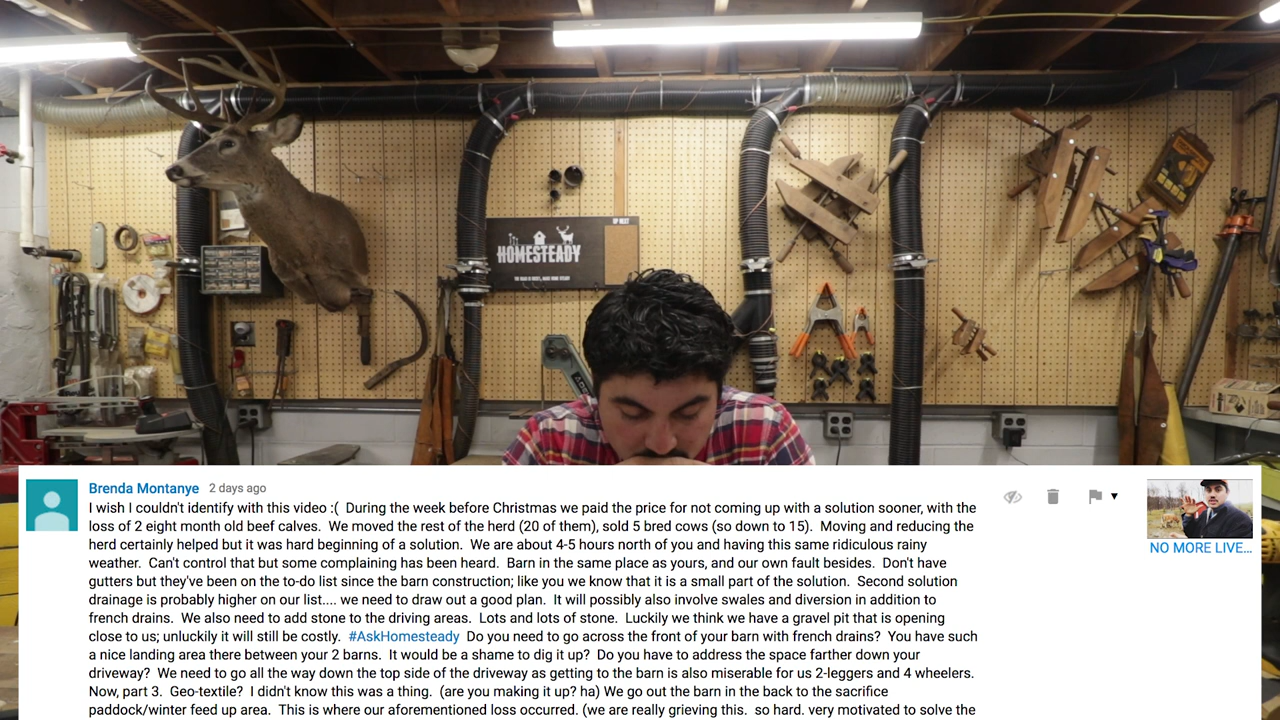 UP NEXT
HOMESTEADY
Brenda Montanye 2 days ago
I wish I couldn't identify with this video :(  During the week before Christmas we paid the price for not coming up with a solution sooner, with the
loss of 2 eight month old beef calves.  We moved the rest of the herd (20 of them), sold 5 bred cows (so down to 15).  Moving and reducing the
herd certainly helped but it was hard beginning of a solution.  We are about 4-5 hours north of you and having this same ridiculous rainy
weather.  Can't control that but some complaining has been heard.  Barn in the same place as yours, and our own fault besides.  Don't have
gutters but they've been on the to-do list since the barn construction; like you we know that it is a small part of the solution.  Second solution
drainage is probably higher on our list.... we need to draw out a good plan.  It will possibly also involve swales and diversion in addition to
french drains.  We also need to add stone to the driving areas.  Lots and lots of stone.  Luckily we think we have a gravel pit that is opening
close to us; unluckily it will still be costly.  #AskHomesteady  Do you need to go across the front of your barn with french drains?  You have such
a nice landing area there between your 2 barns.  It would be a shame to dig it up?  Do you have to address the space farther down your
driveway?  We need to go all the way down the top side of the driveway as getting to the barn is also miserable for us 2-leggers and 4 wheelers.
Now, part 3.  Geo-textile?  I didn't know this was a thing.  (are you making it up? ha) We go out the barn in the back to the sacrifice
paddock/winter feed up area.  This is where our aforementioned loss occurred. (we are really grieving this.  so hard. very motivated to solve the
NO MORE LIVE...